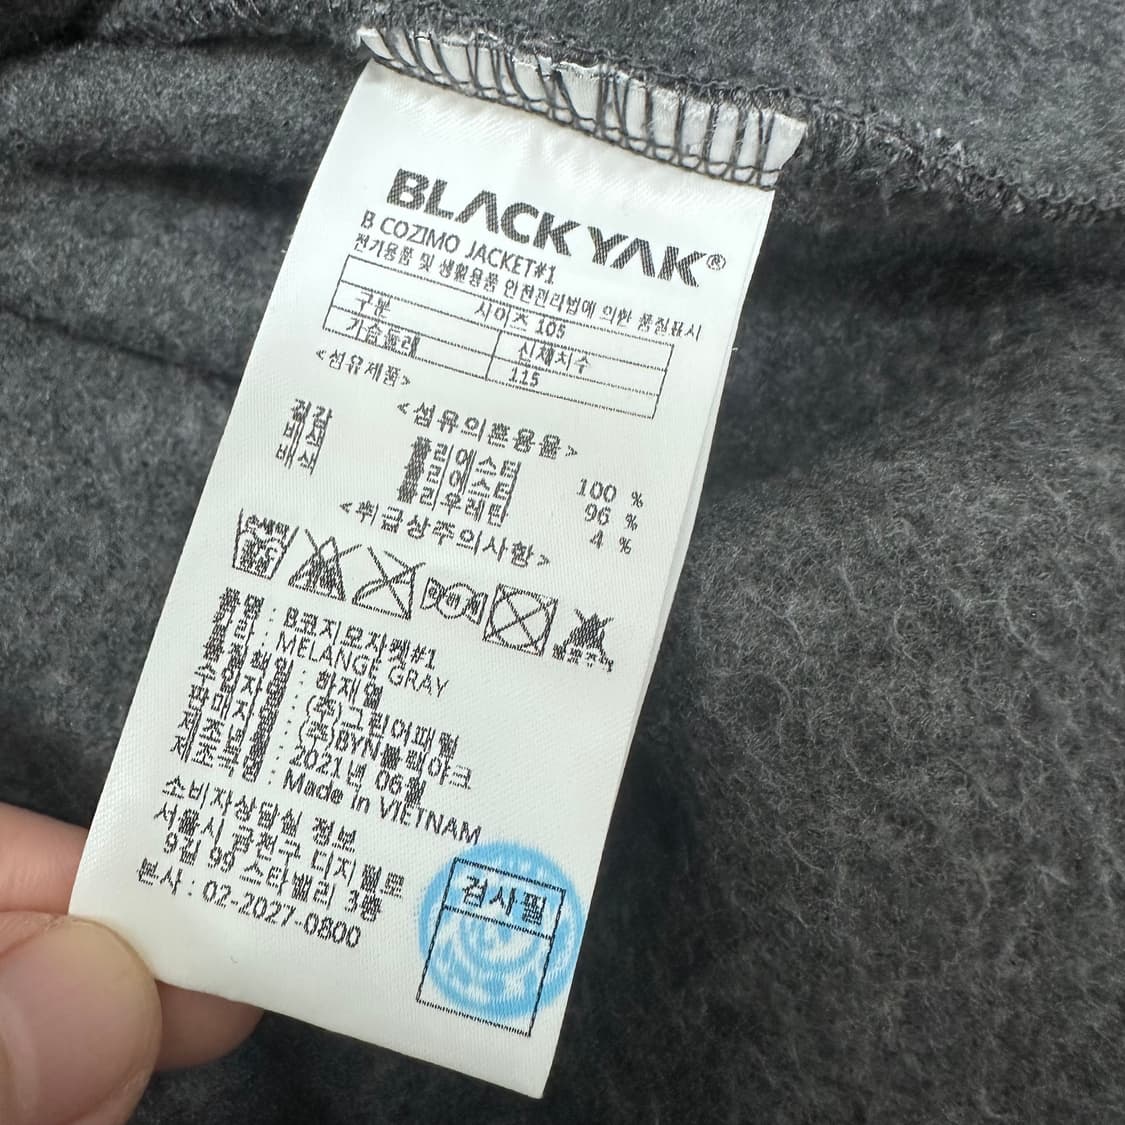 BLACK YAK®
B COZIMO JACKET#1
전기용품 및 생활용품 안전관리법에 의한 품질표시
사이즈 105
구분 신체치수
가슴둘레 115
<섬유제품>
<섬유의혼용율>
겉감 폴리에스터 100 %
배색 폴리에스터 96 %
배색 폴리우레탄 4 %
<취급상주의사항>
품명 : B코지모자켓#1
MELANGE GRAY
: 화재열
수입자명 : (주)그린어패럴
판매자명 : (주)BYN블랙야크
제조년월 : 2021년 06월
제조국명 : Made in VIETNAM
소비자상담실 정보
서울시 금천구 디지털로
9길 99 스타밸리 3층
본사 : 02-2027-0800
검사필